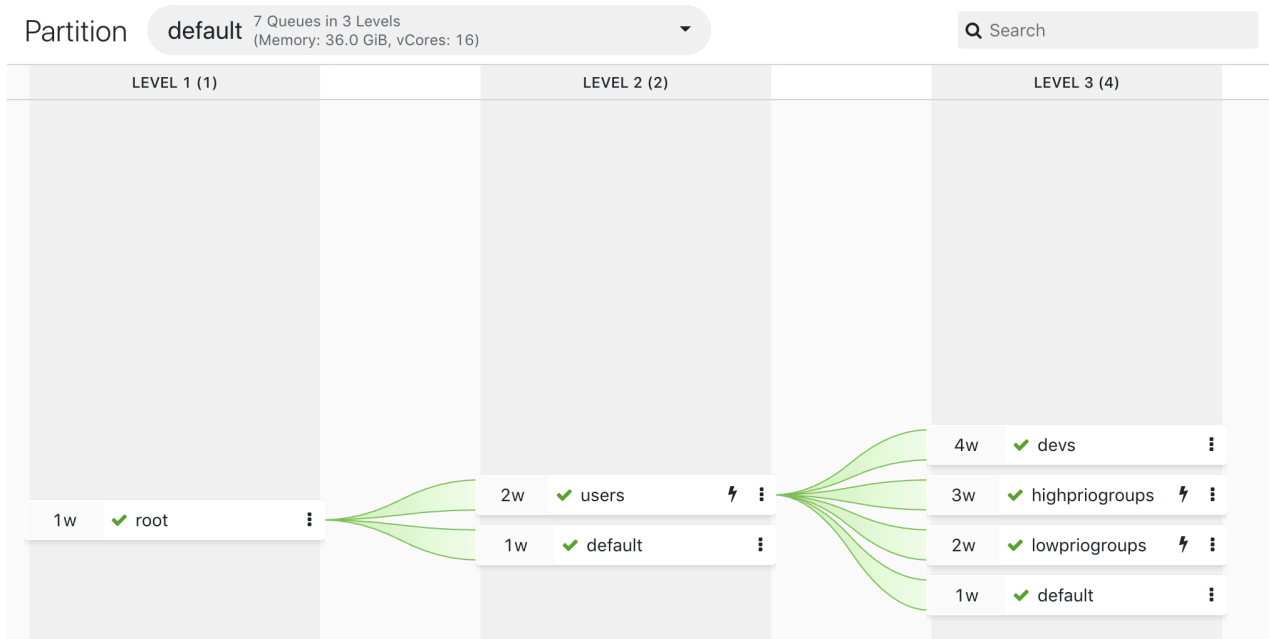 Partition
default
7 Queues in 3 Levels
(Memory: 36.0 GiB, vCores: 16)
Search
LEVEL 1 (1)
LEVEL 2 (2)
LEVEL 3 (4)
4w devs
2w users
3w highpriogroups
1w root
1w default
2w lowpriogroups
1w default